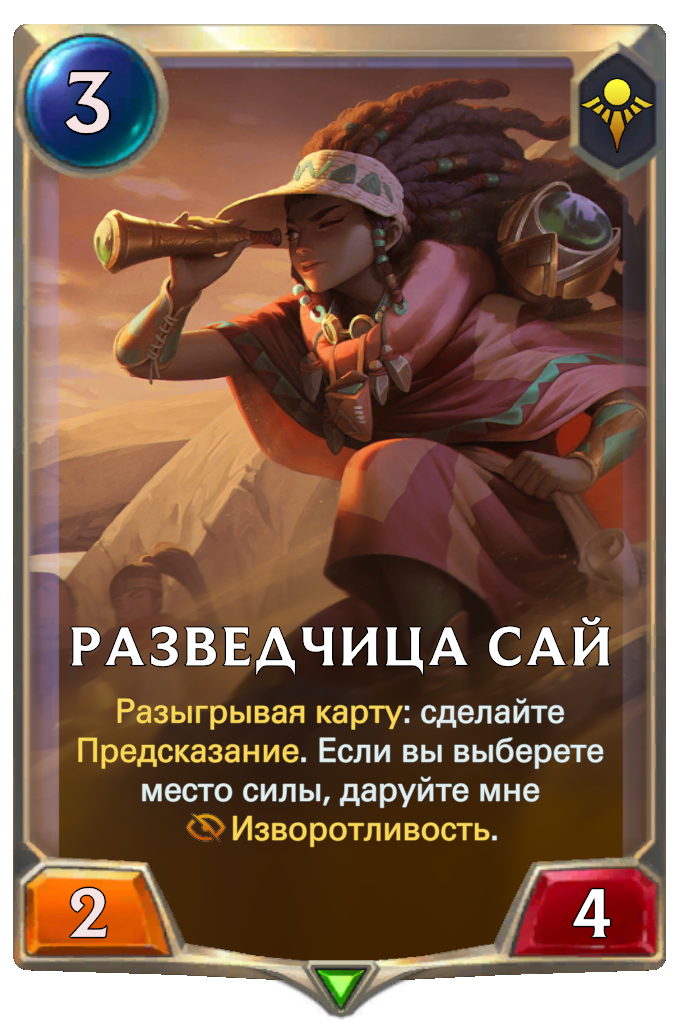 3
РАЗВЕДЧИЦА САЙ
Разыгрывая карту: сделайте
Предсказание. Если вы выберете
место силы, даруйте мне
Изворотливость.
2
4